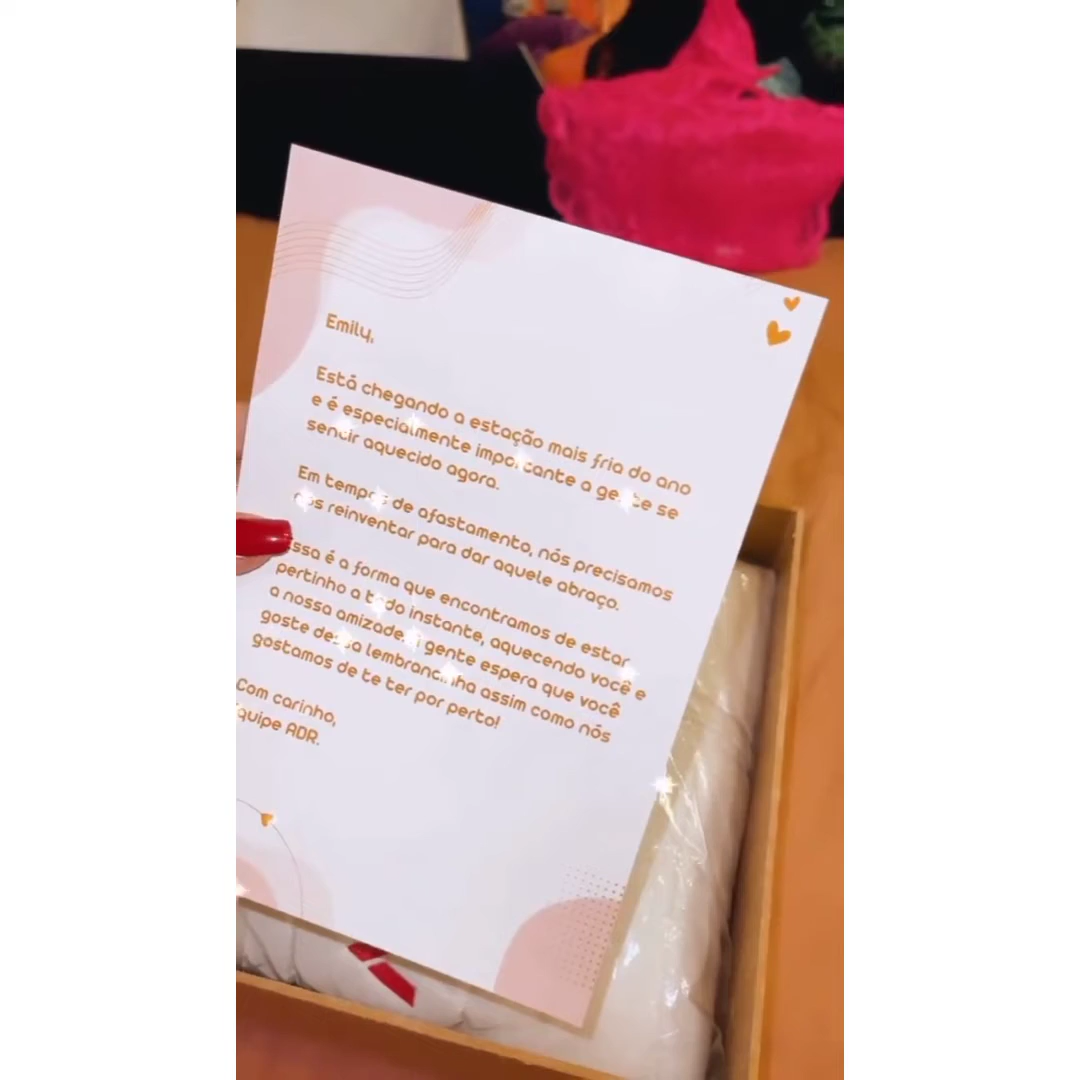 Emily,
Está chegando a estação mais fria do ano
e é especialmente importante a gente se
sentir aquecido agora.
Em tempos de afastamento, nós precisamos
nos reinventar para dar aquele abraço.
ssa é a forma que encontramos de estar
pertinho a todo instante, aquecendo você e
a nossa amizade. A gente espera que você
goste dessa lembrancinha assim como nós
gostamos de te ter por perto!
Com carinho,
quipe ADR.